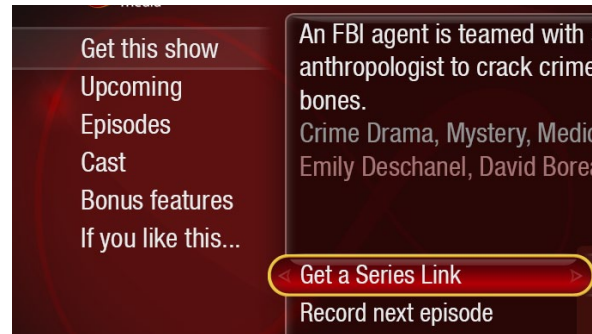 media
Get this show
Upcoming
Episodes
Cast
Bonus features
If you like this...
An FBI agent is teamed with
anthropologist to crack crime
bones.
Crime Drama, Mystery,
Emily Deschanel, David
Get a Series Link
Record next episode